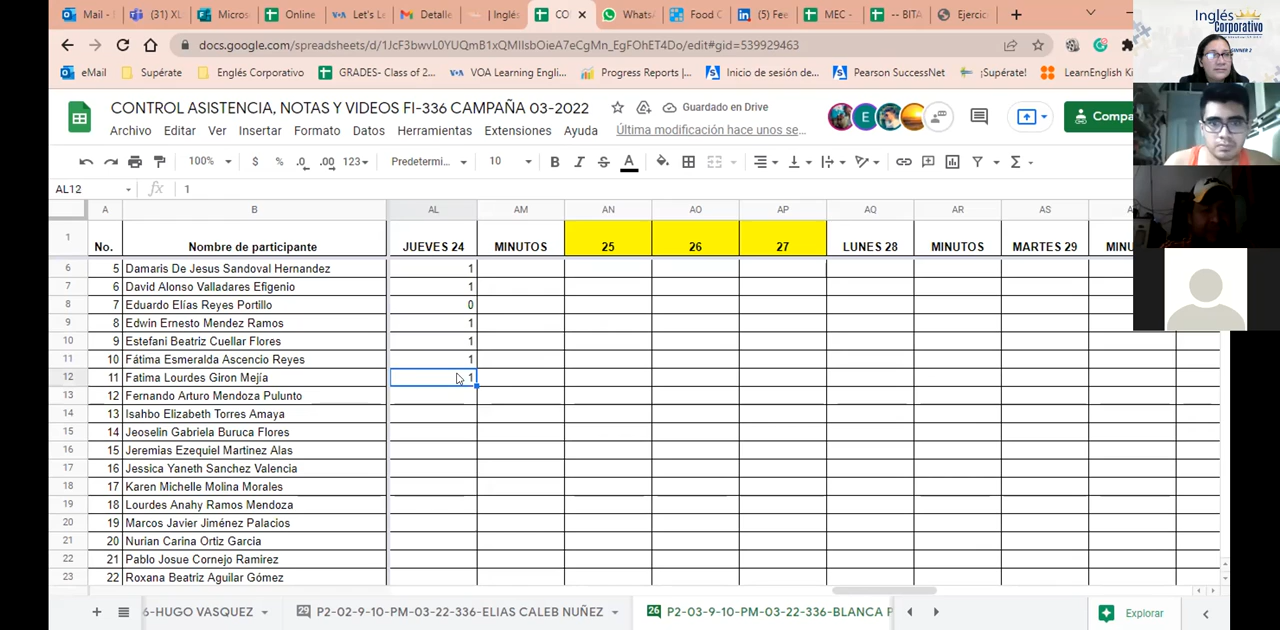 Mail -
(31) XL
Micros
Online
Let's L
Detalle
| Inglés
CO
WhatsA
Food C
(5) Fee
MEC -
-- BITA
Ejercic
docs.google.com/spreadsheets/d/1JcF3bwvL0YUQmB1xQMIIsbOieA7eCgMn_EgFOhET4Do/edit#gid=539929463
eMail
Supérate
Englés Corporativo
GRADES- Class of 2...
VOA Learning Engli...
Progress Reports |...
Inicio de sesión de...
Pearson SuccessNet
¡Supérate!
LearnEnglish Ki
CONTROL ASISTENCIA, NOTAS Y VIDEOS FI-336 CAMPAÑA 03-2022
Guardado en Drive
Archivo Editar Ver Insertar Formato Datos Herramientas Extensiones Ayuda Última modificación hace unos se...
E
Compa
100% $ % .0 .00 123 Predetermi... 10 B I S A
AL12 fx 1
A B AL AM AN AO AP AQ AR AS
1 No. Nombre de participante JUEVES 24 MINUTOS 25 26 27 LUNES 28 MINUTOS MARTES 29 MINU
6 5 Damaris De Jesus Sandoval Hernandez 1
7 6 David Alonso Valladares Efigenio 1
8 7 Eduardo Elías Reyes Portillo 0
9 8 Edwin Ernesto Mendez Ramos 1
10 9 Estefani Beatriz Cuellar Flores 1
11 10 Fátima Esmeralda Ascencio Reyes 1
12 11 Fatima Lourdes Giron Mejía 1
13 12 Fernando Arturo Mendoza Pulunto
14 13 Isahbo Elizabeth Torres Amaya
15 14 Jeoselin Gabriela Buruca Flores
16 15 Jeremias Ezequiel Martinez Alas
17 16 Jessica Yaneth Sanchez Valencia
18 17 Karen Michelle Molina Morales
19 18 Lourdes Anahy Ramos Mendoza
20 19 Marcos Javier Jiménez Palacios
21 20 Nurian Carina Ortiz Garcia
22 21 Pablo Josue Cornejo Ramirez
23 22 Roxana Beatriz Aguilar Gómez
6-HUGO VASQUEZ
29 P2-02-9-10-PM-03-22-336-ELIAS CALEB NUÑEZ
26 P2-03-9-10-PM-03-22-336-BLANCA P
Explorar
Inglés
Corporativo